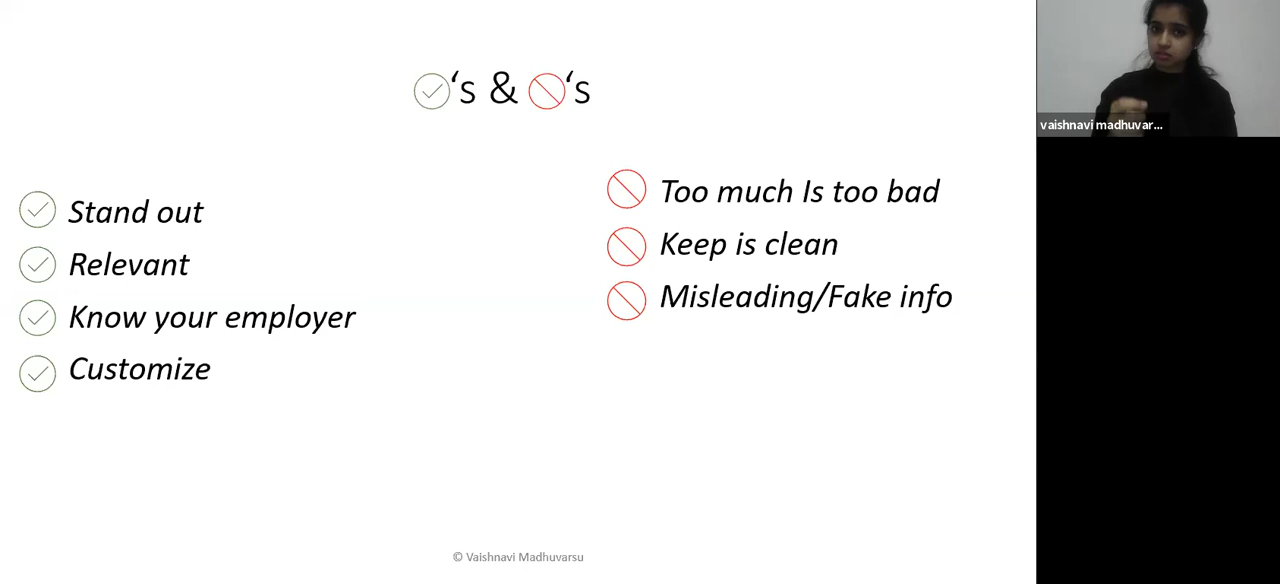 ‘s & ‘s
Stand out
Relevant
Know your employer
Customize
Too much Is too bad
Keep is clean
Misleading/Fake info
© Vaishnavi Madhuvarsu
vaishnavi madhuvar...